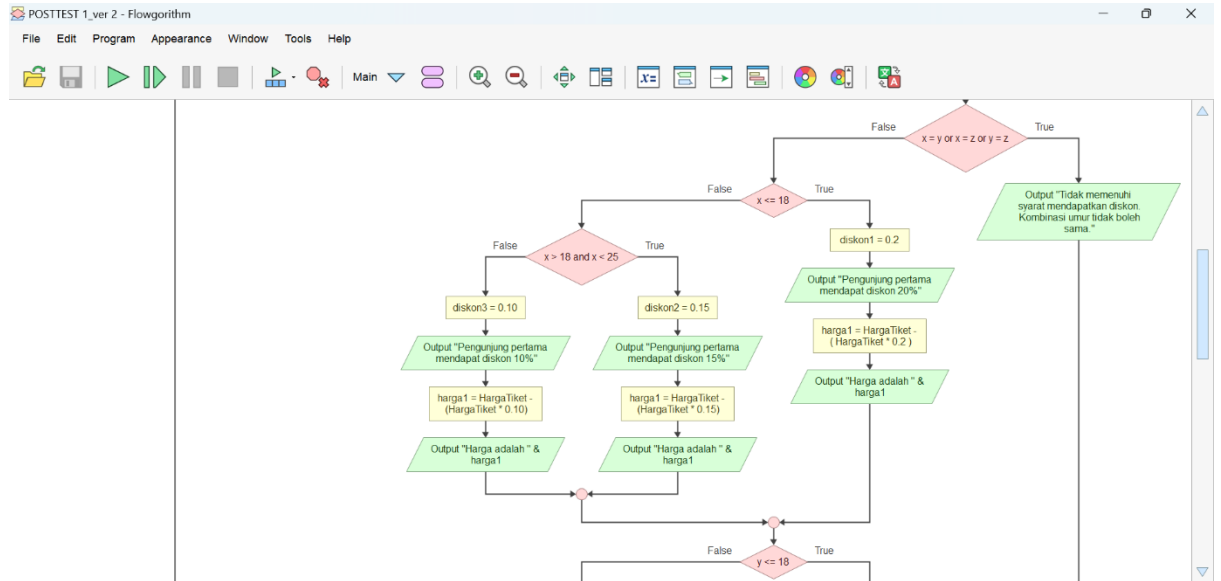 POSTTEST 1_ver 2 - Flowgorithm
File Edit Program Appearance Window Tools Help
Main
x=
A
False
True
x = y or x = z or y = z
Output "Tidak memenuhi
syarat mendapatkan diskon.
Kombinasi umur tidak boleh
sama."
False
True
x <= 18
False
True
x > 18 and x < 25
diskon1 = 0.2
Output "Pengunjung pertama
mendapat diskon 20%"
harga1 = HargaTiket -
( HargaTiket * 0.2 )
Output "Harga adalah " &
harga1
diskon3 = 0.10
Output "Pengunjung pertama
mendapat diskon 10%"
harga1 = HargaTiket -
(HargaTiket * 0.10)
Output "Harga adalah " &
harga1
diskon2 = 0.15
Output "Pengunjung pertama
mendapat diskon 15%"
harga1 = HargaTiket -
(HargaTiket * 0.15)
Output "Harga adalah " &
harga1
False
True
y <= 18